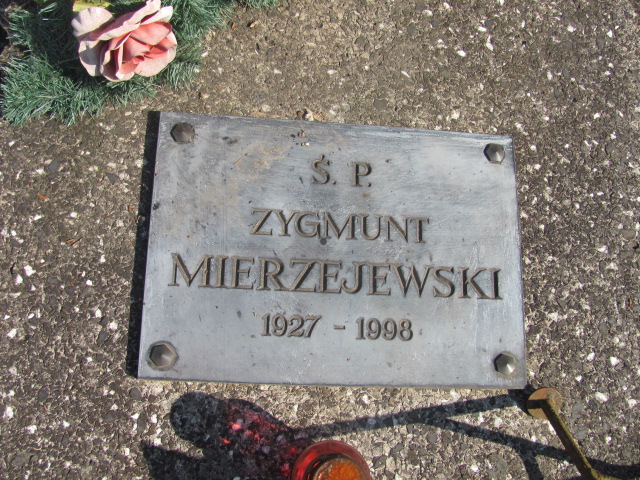 Ś. P.
ZYGMUNT
MIERZEJEWSKI
1927 - 1998